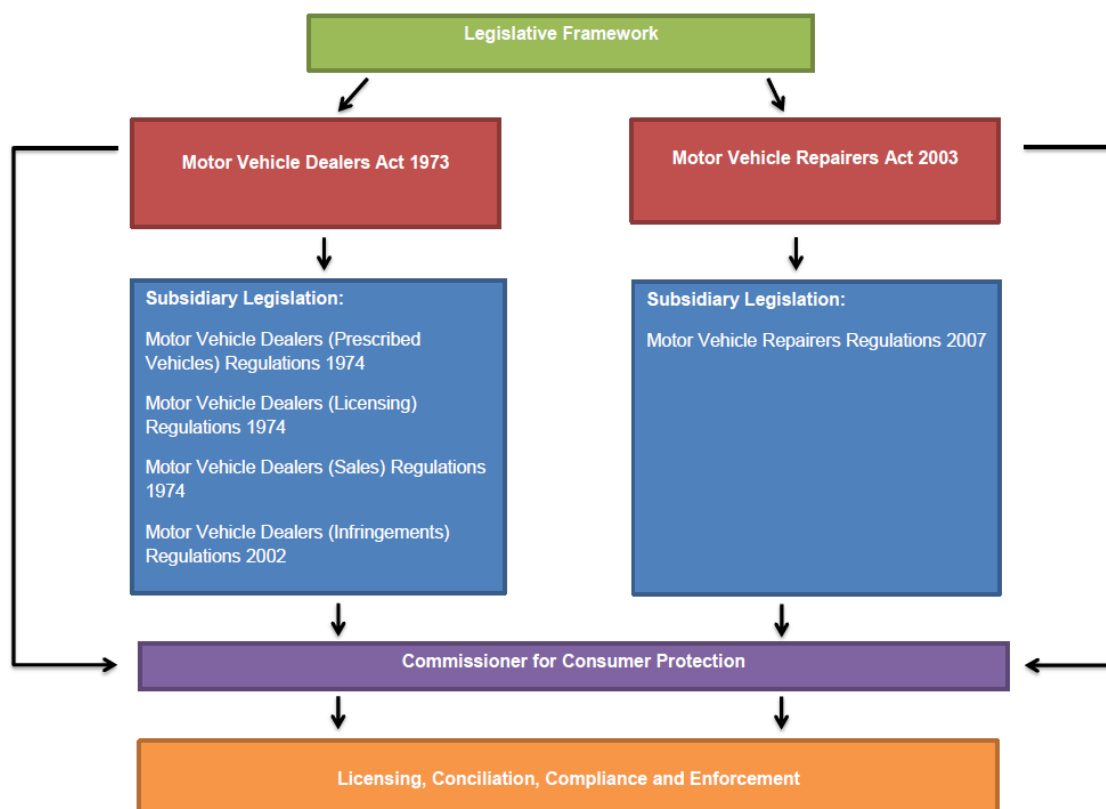 Legislative Framework
Motor Vehicle Dealers Act 1973
Motor Vehicle Repairers Act 2003
Subsidiary Legislation:
Motor Vehicle Dealers (Prescribed
Vehicles) Regulations 1974
Motor Vehicle Dealers (Licensing)
Regulations 1974
Motor Vehicle Dealers (Sales) Regulations
1974
Motor Vehicle Dealers (Infringements)
Regulations 2002
Subsidiary Legislation:
Motor Vehicle Repairers Regulations 2007
Commissioner for Consumer Protection
Licensing, Conciliation, Compliance and Enforcement